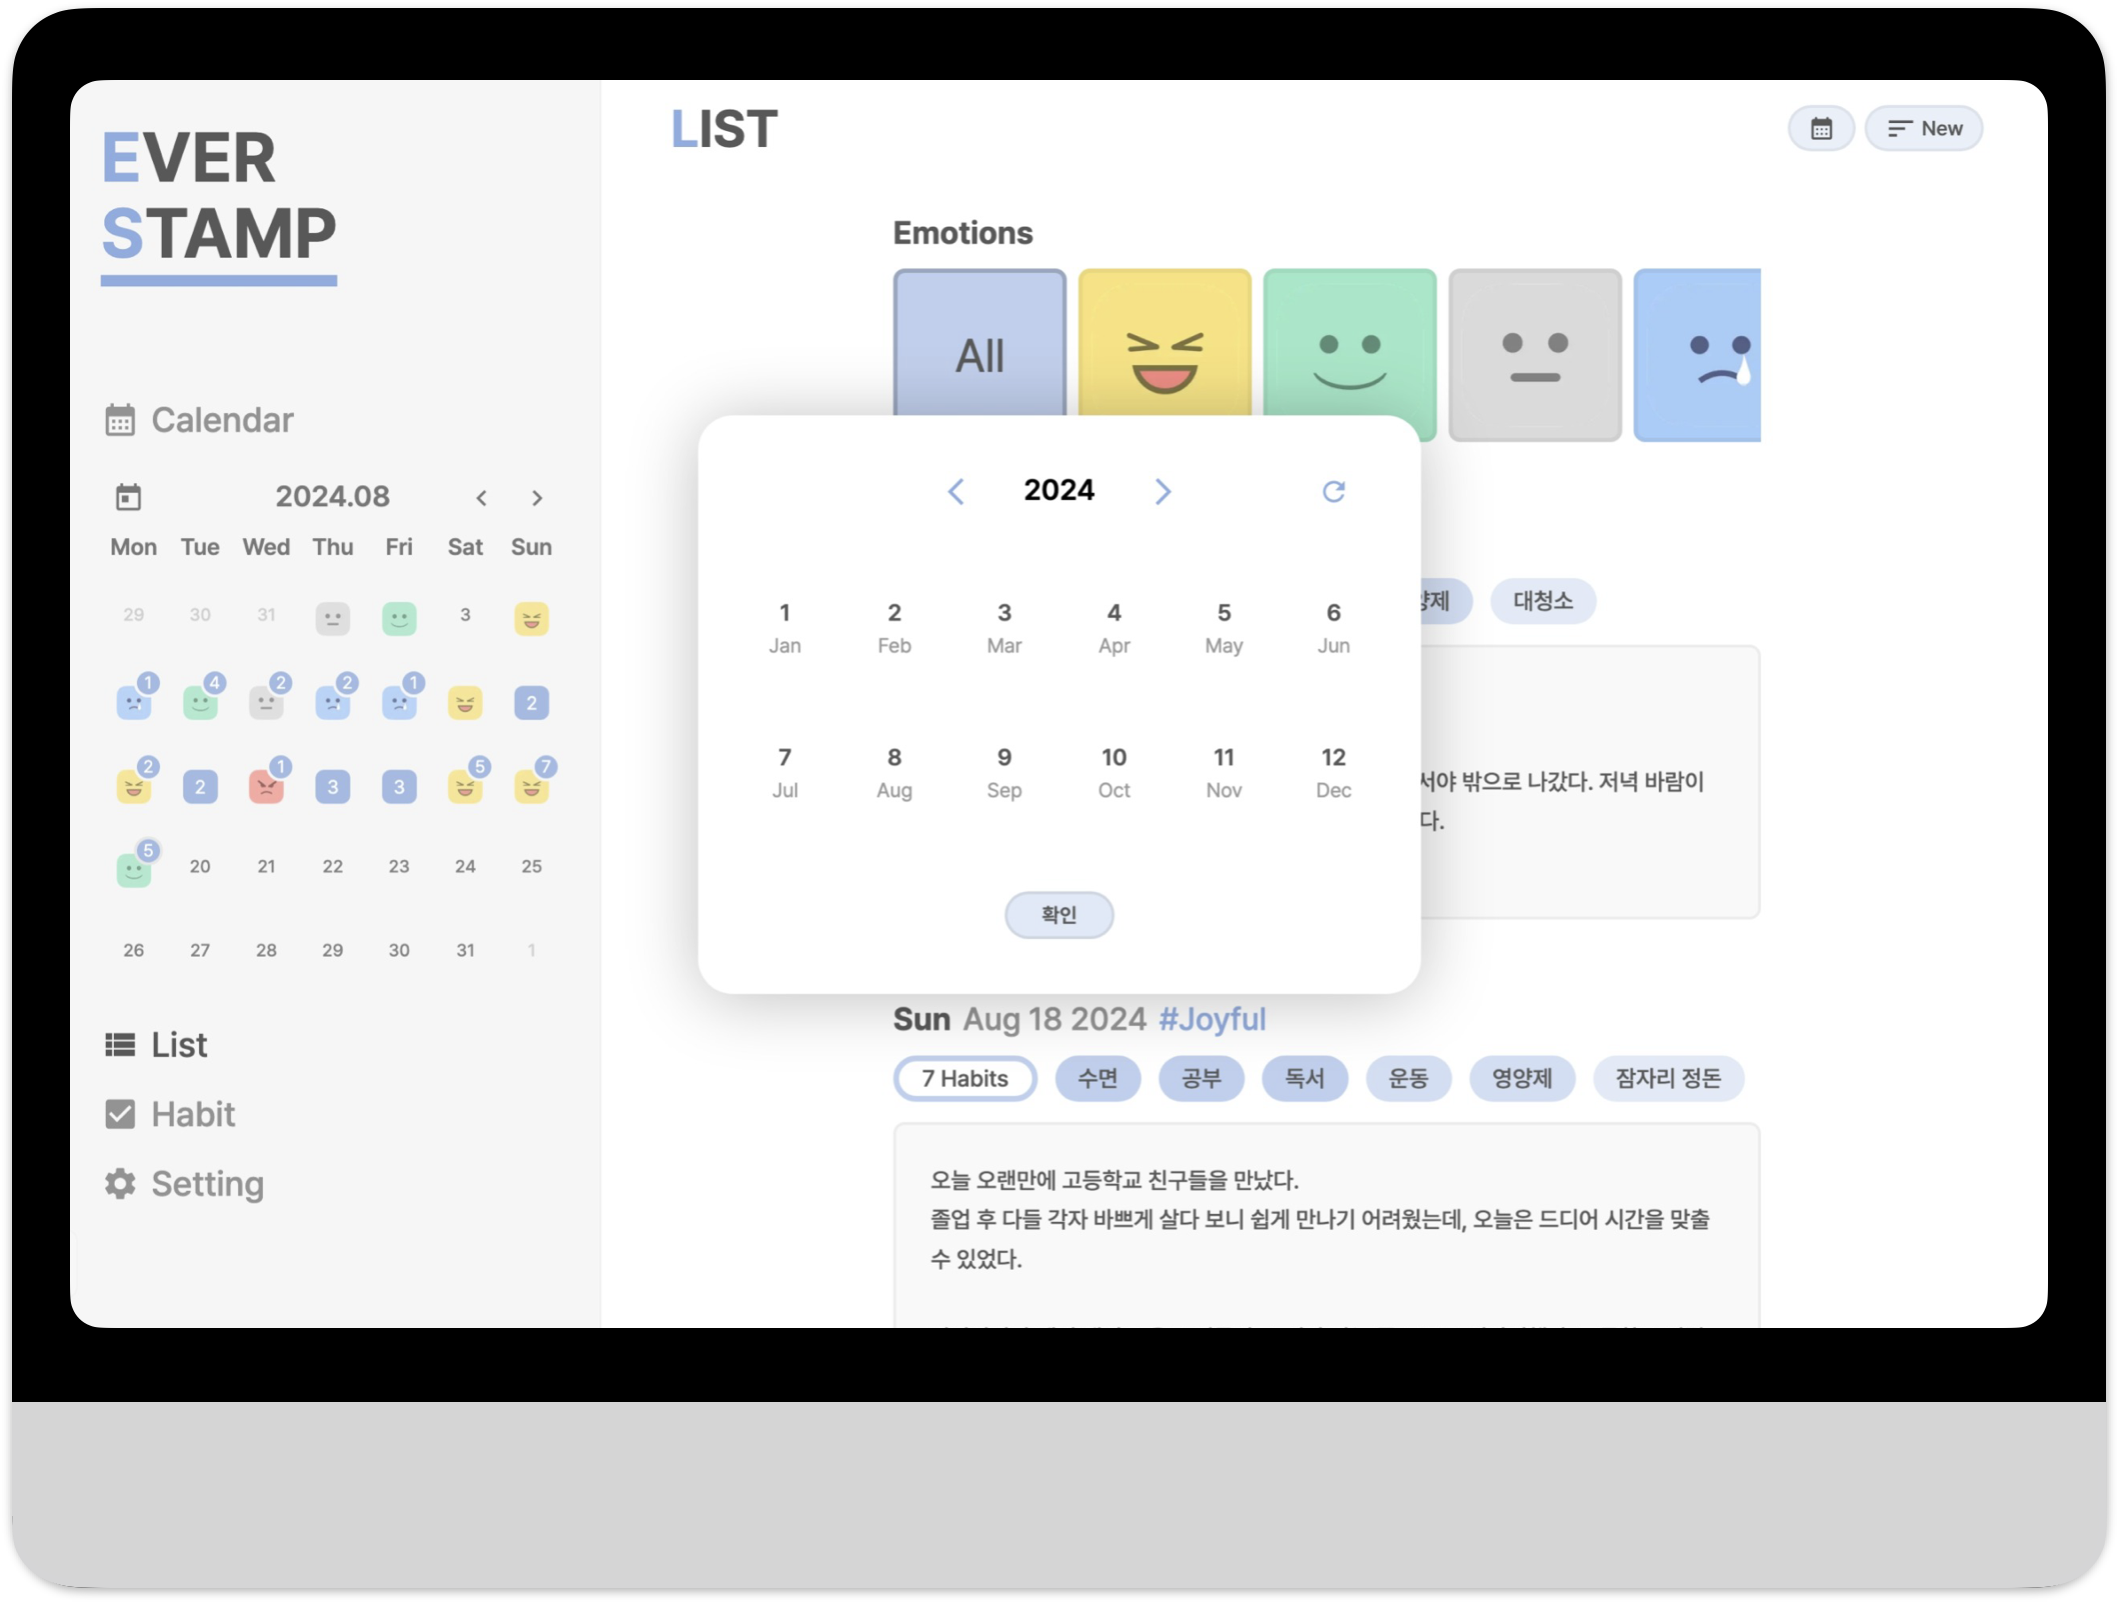 EVER
STAMP
Calendar
2024.08
Mon Tue Wed Thu Fri Sat Sun
29 30 31 3
1 4 2 2 1 2
2 2 1 3 3 5 7
5 20 21 22 23 24 25
26 27 28 29 30 31 1
List
Habit
Setting
LIST
New
Emotions
All
2024
1 2 3 4 5 6
Jan Feb Mar Apr May Jun
7 8 9 10 11 12
Jul Aug Sep Oct Nov Dec
확인
대청소
밖으로 나갔다. 저녁 바람이
다.
Sun Aug 18 2024 #Joyful
7 Habits 수면 공부 독서 운동 영양제 잠자리 정돈
오늘 오랜만에 고등학교 친구들을 만났다.
졸업 후 다들 각자 바쁘게 살다 보니 쉽게 만나기 어려웠는데, 오늘은 드디어 시간을 맞출
수 있었다.